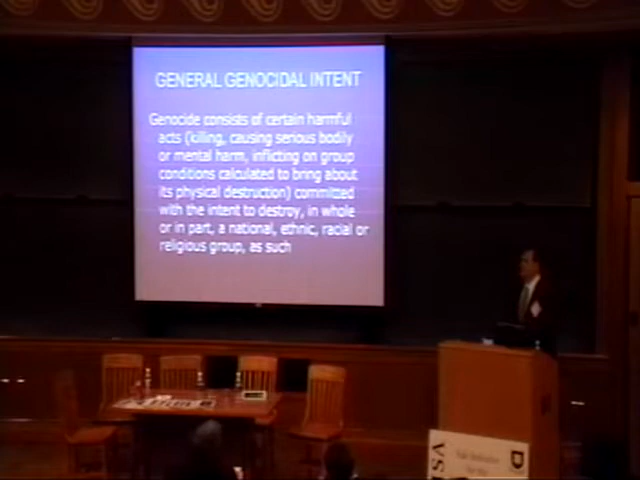 GENERAL GENOCIDAL INTENT
Genocide consists of certain harmful
acts (killing, causing serious bodily
or mental harm, inflicting on group
conditions calculated to bring about
its physical destruction) committed
with the intent to destroy, in whole
or in part, a national, ethnic, racial or
religious group, as such